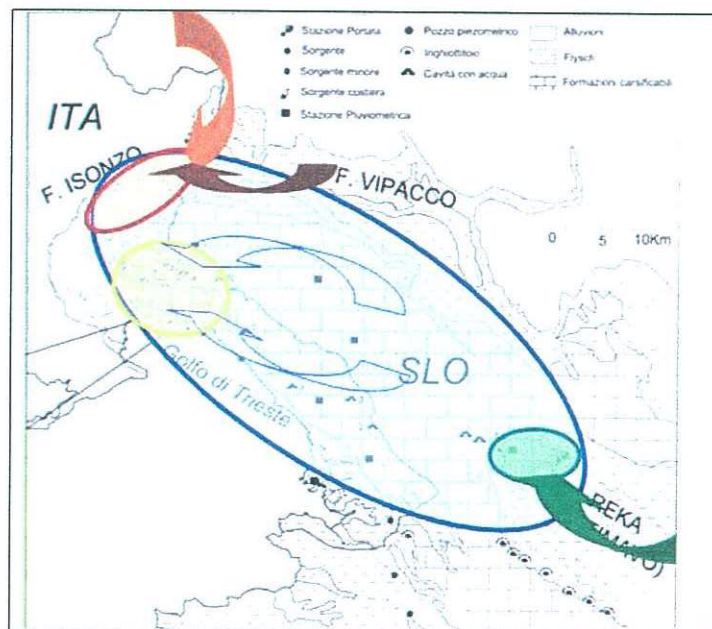 Stazione Portata
Sorgente
Sorgente minore
Sorgente costiera
Stazione Pluviometrica
Pozzo piezometrico
Inghiottitoio
Cavità con acqua
Alluvioni
Flysch
Formazioni carsificabili
ITA
F. ISONZO
F. VIPACCO
0 5 10Km
SLO
Golfo di Trieste
REKA